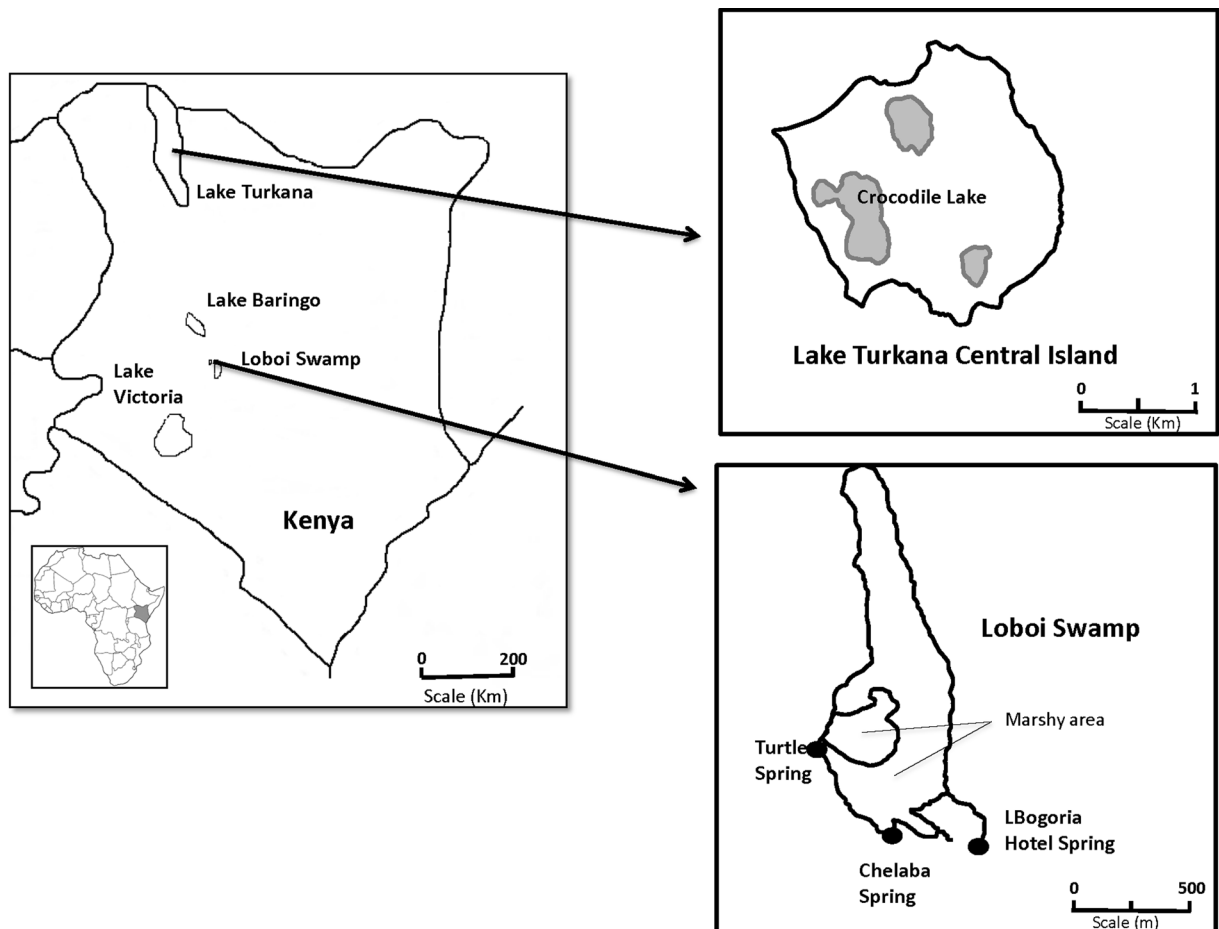 Lake Turkana
Lake Baringo
Loboi Swamp
Lake
Victoria
Kenya
0 200
Scale (Km)
Crocodile Lake
Lake Turkana Central Island
0 1
Scale (Km)
Loboi Swamp
Marshy area
Turtle
Spring
LBogoria
Hotel Spring
Chelaba
Spring
0 500
Scale (m)